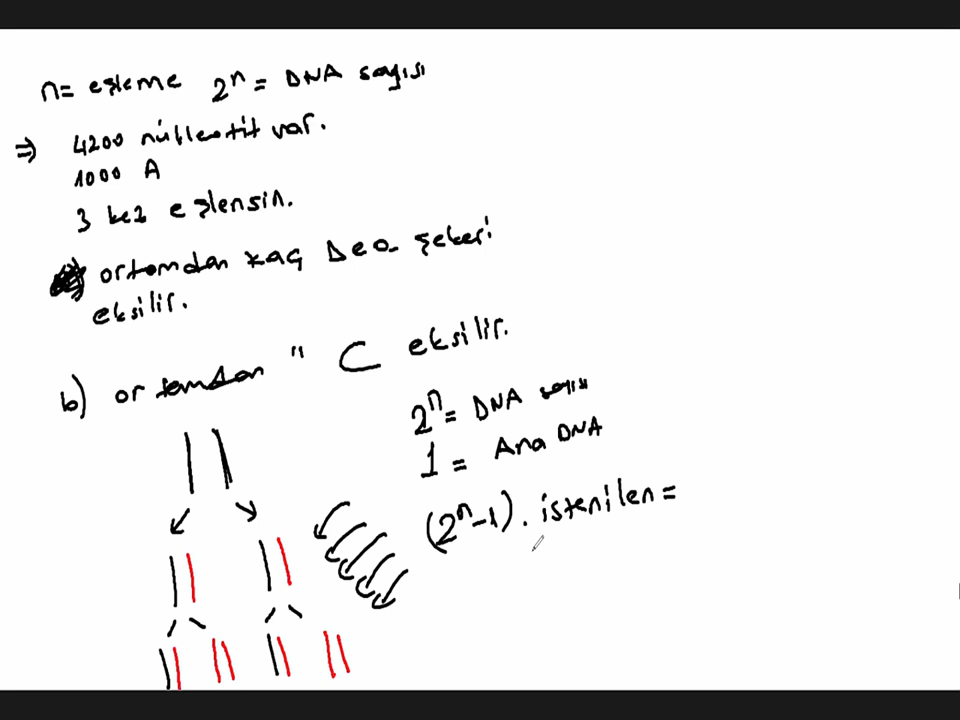 n= eşleme 2ⁿ = DNA sayısı
⇒ 4200 nükleotit var.
1000 A
3 kez eşlensin.
a) ortamdan kaç Deo. şekeri
eksilir.
b) ortamdan " C eksilir.
2ⁿ = DNA sayısı
1 = Ana DNA
(2ⁿ-1). istenilen =